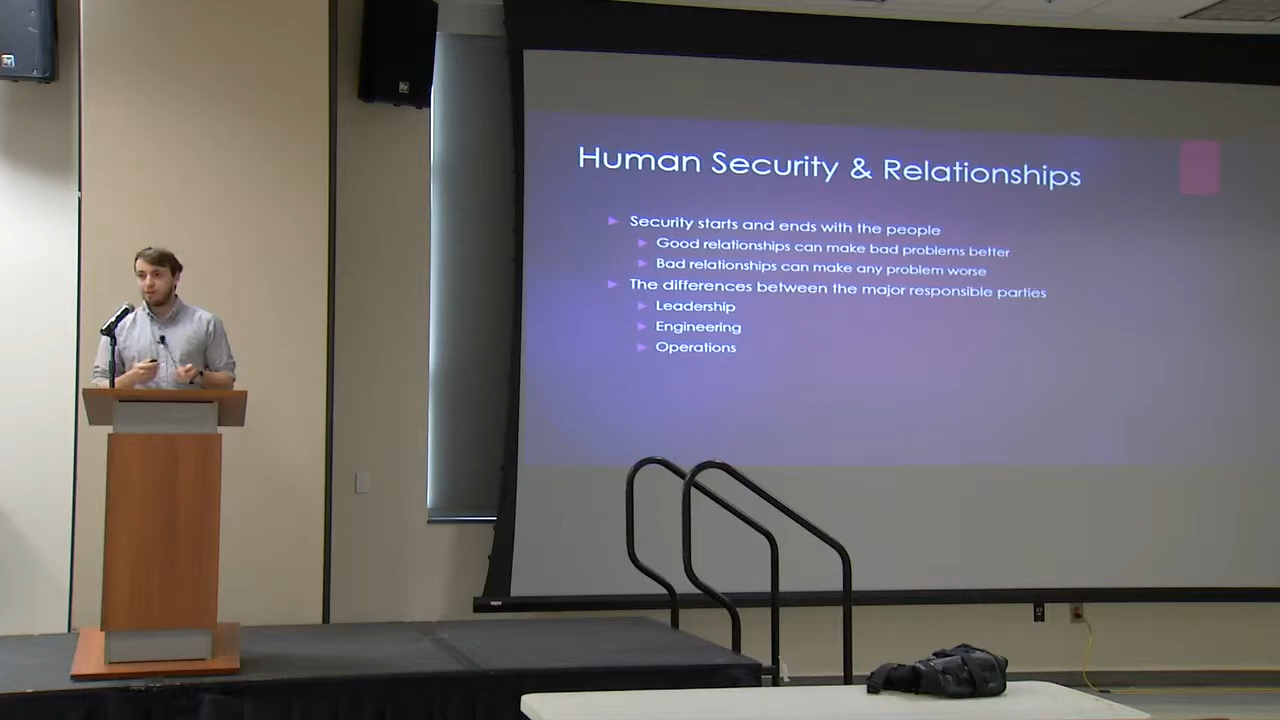 Human Security & Relationships
Security starts and ends with the people
Good relationships can make bad problems better
Bad relationships can make any problem worse
The differences between the major responsible parties
Leadership
Engineering
Operations